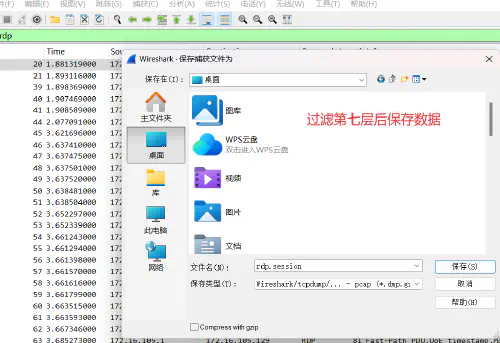 件(F) 编辑(E) 视图(V) 跳转(G) 捕获(C) 分析(A) 统计(S) 电话(Y) 无线(W) 工具(T) 帮助(H)
rdp
Time
20 1.881319000 172
21 1.893116000 172
39 1.898369000 172
40 1.907469000 172
41 1.908589000 172
44 2.077091000 172
45 3.621696000 172
46 3.637410000 172
47 3.637475000 172
48 3.637501000 172
49 3.637520000 172
50 3.638481000 172
51 3.638504000 172
52 3.652297000 172
53 3.652339000 172
54 3.661243000 172
55 3.661294000 172
56 3.661398000 172
57 3.661570000 172
58 3.661616000 172
59 3.661799000 172
60 3.663515000 172
61 3.663593000 172
62 3.667346000 172
63 3.685273000 172.16.105.1 172.16.105.129 RDP 81 Fast-Path PDU,QoE timestamp,
Wireshark · 保存捕获文件为
保存在(I): 桌面
主文件夹
桌面
库
此电脑
网络
图库
WPS云盘
双击进入WPS云盘
视频
图片
文档
过滤第七层后保存数据
文件名(N): rdp.session
保存(S)
保存类型(T): Wireshark/tcpdump/... - pcap (*.dmp.g
取消
帮助(H)
Compress with gzip